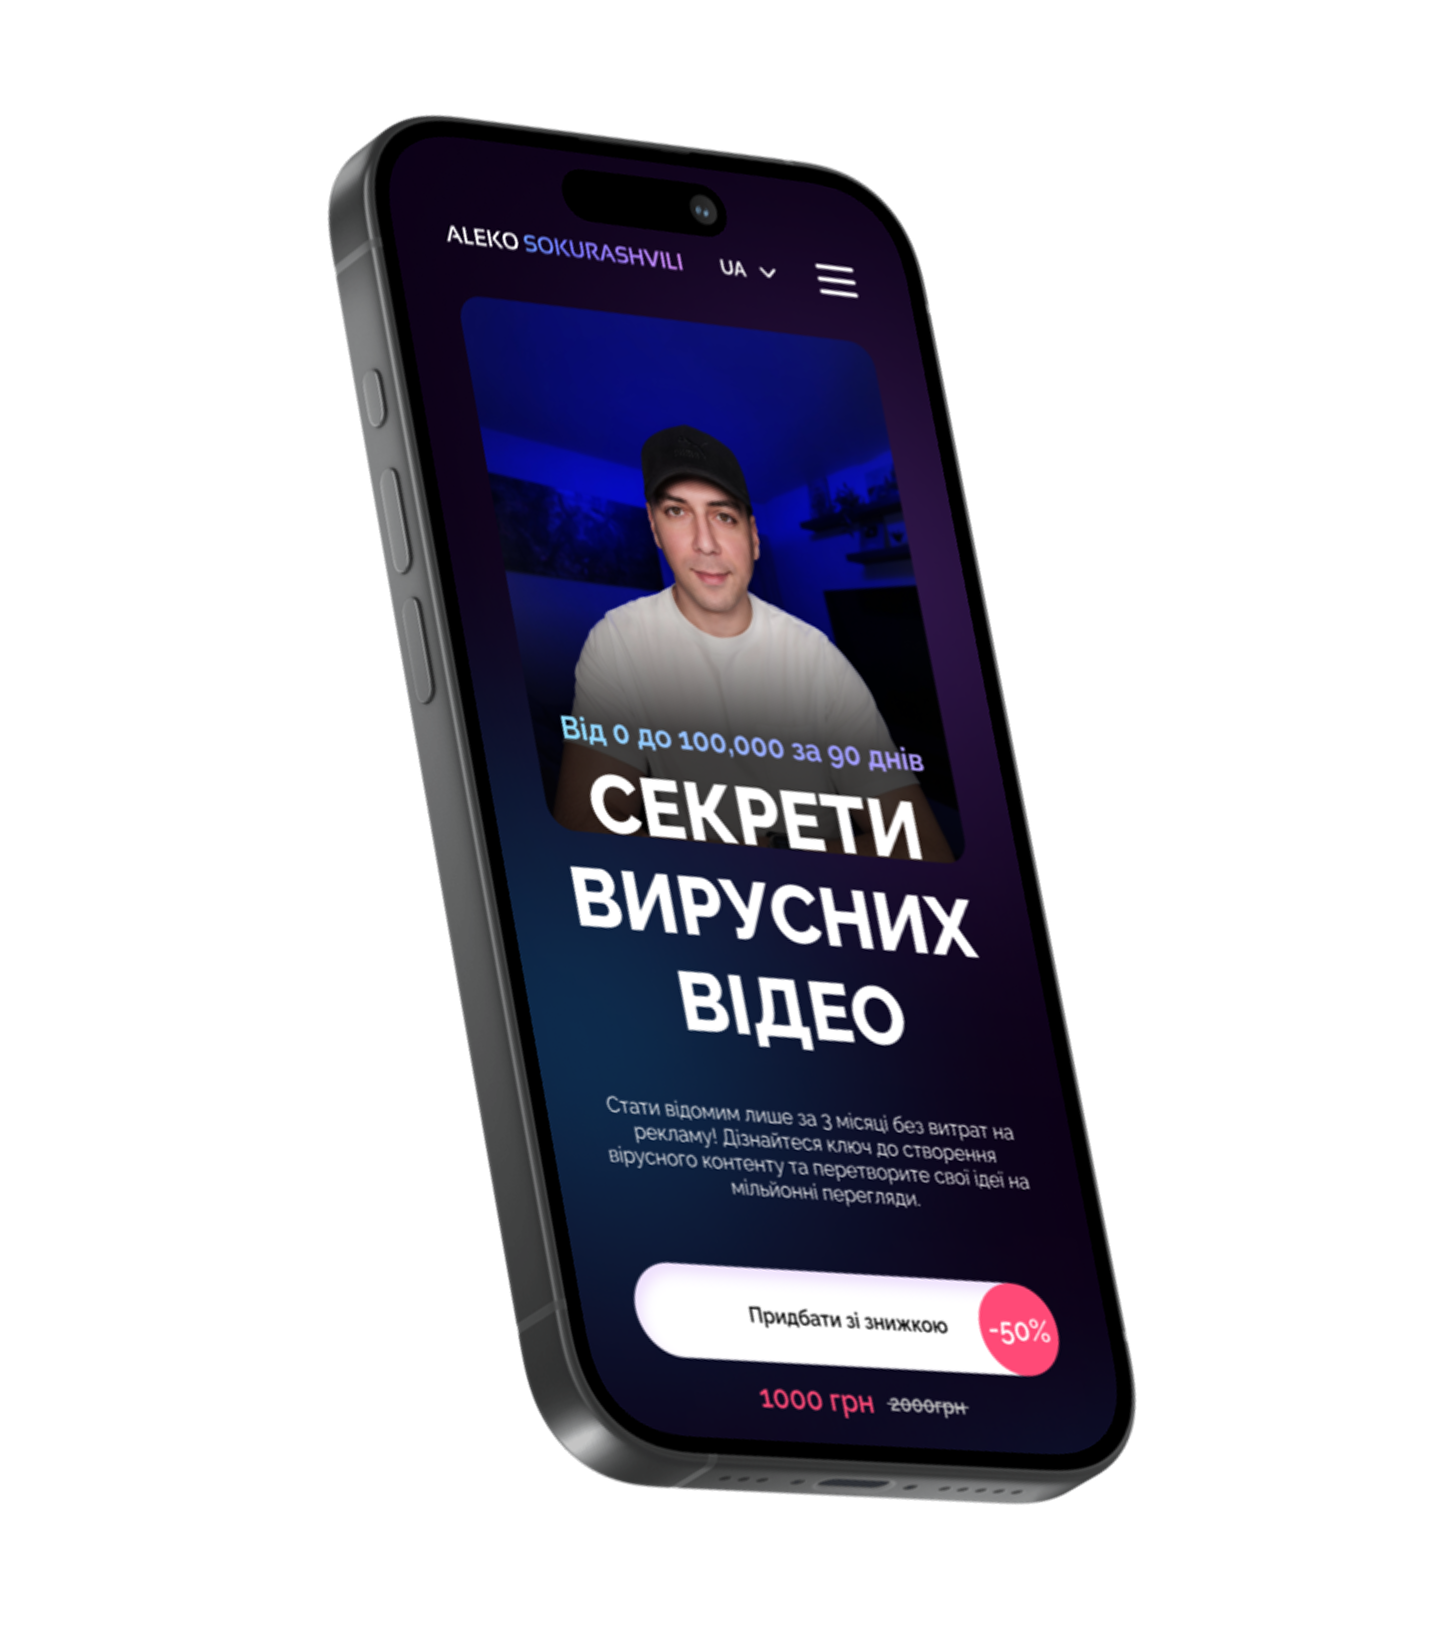 ALEKO SOKURASHVILI UA
Від 0 до 100,000 за 90 днів
СЕКРЕТИ
ВИРУСНИХ
ВІДЕО
Стати відомим лише за 3 місяці без витрат на
рекламу! Дізнайтеся ключ до створення
вірусного контенту та перетворите свої ідеї на
мільйонні перегляди.
Придбати зі знижкою -50%
1000 грн 2000грн